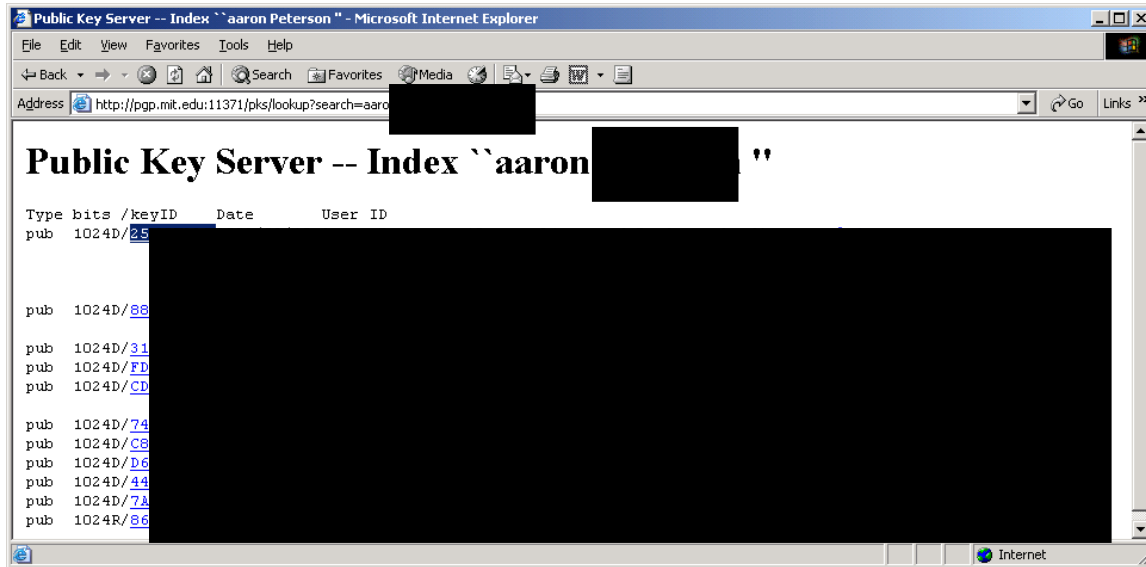 Public Key Server -- Index ``aaron Peterson " - Microsoft Internet Explorer
File Edit View Favorites Tools Help
Back Search Favorites Media
Address http://pgp.mit.edu:11371/pks/lookup?search=aaro Go Links »
Public Key Server -- Index ``aaron ''
Type bits /keyID Date User ID
pub 1024D/25
pub 1024D/88
pub 1024D/31
pub 1024D/FD
pub 1024D/CD
pub 1024D/74
pub 1024D/C8
pub 1024D/D6
pub 1024D/44
pub 1024D/7A
pub 1024R/86
Internet